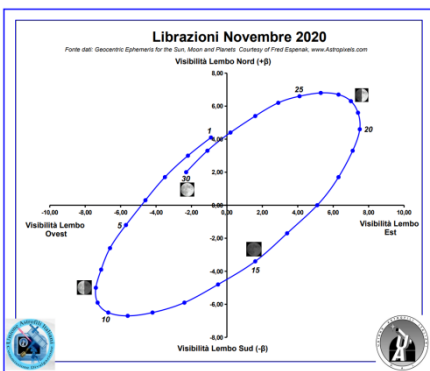 Librazioni Novembre 2020
Fonte dati: Geocentric Ephemeris for the Sun, Moon and Planets Courtesy of Fred Espenak, www.Astropixels.com
Visibilità Lembo Nord (+β)
8,00
25
6,00
20
1
4,00
2,00
30
-10,00 -8,00 -6,00 -4,00 -2,00 0,00 2,00 4,00 6,00 8,00 10,00
Visibilità Lembo
Ovest
5
Visibilità Lembo
Est
-2,00
15
-4,00
10
-6,00
-8,00
Visibilità Lembo Sud (-β)